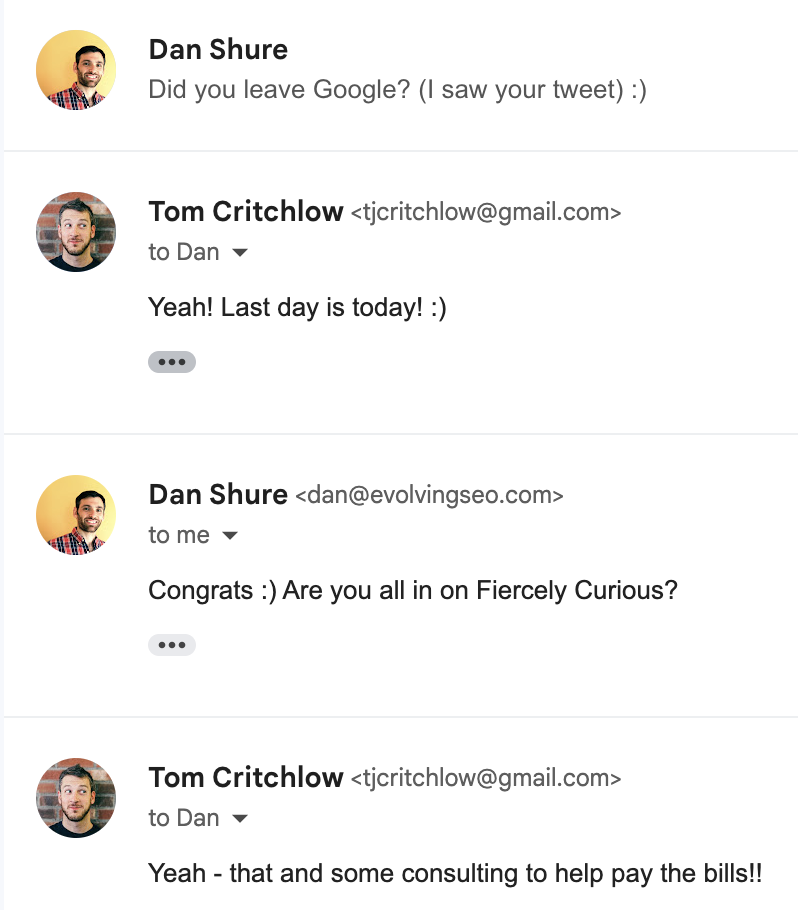 Dan Shure
Did you leave Google? (I saw your tweet) :)
Tom Critchlow <tjcritchlow@gmail.com>
to Dan
Yeah! Last day is today! :)
Dan Shure <dan@evolvingseo.com>
to me
Congrats :) Are you all in on Fiercely Curious?
Tom Critchlow <tjcritchlow@gmail.com>
to Dan
Yeah - that and some consulting to help pay the bills!!